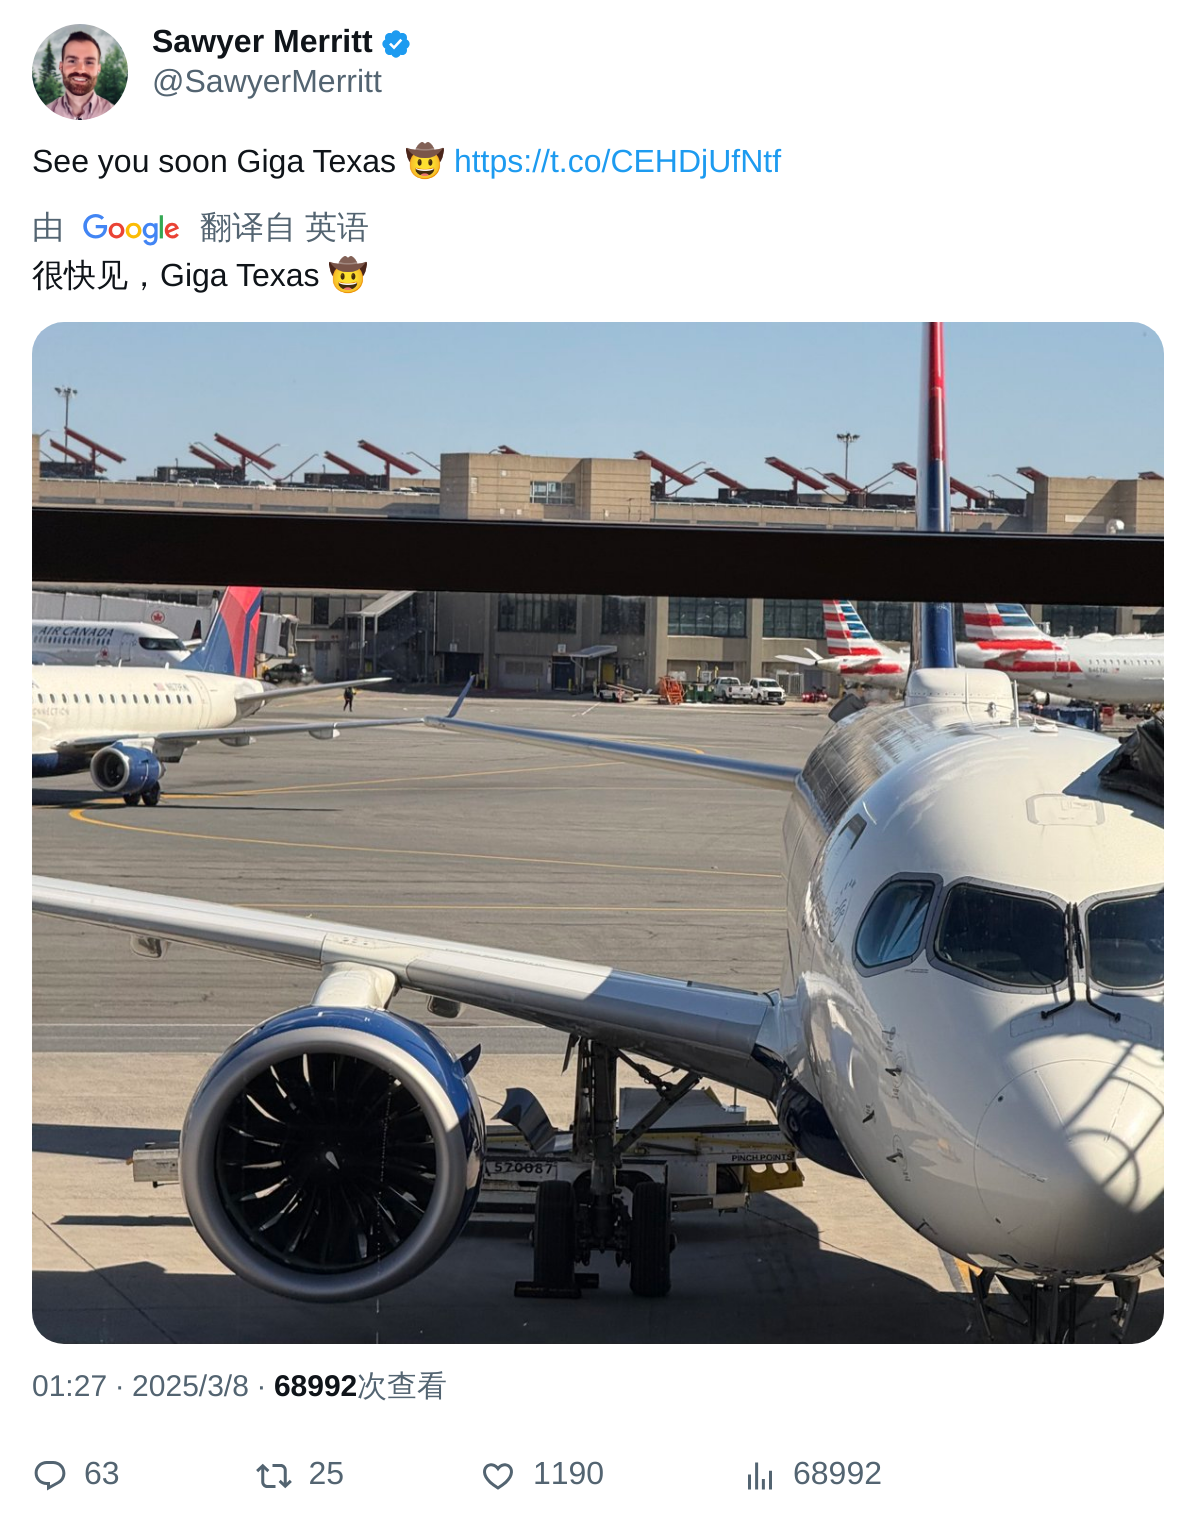 Sawyer Merritt
@SawyerMerritt
See you soon Giga Texas 🤠 https://t.co/CEHDjUfNtf
由 Google 翻译自 英语
很快见，Giga Texas 🤠
AIR CANADA
570087
PINCH POINTS
01:27 · 2025/3/8 · 68992次查看
63 25 1190 68992